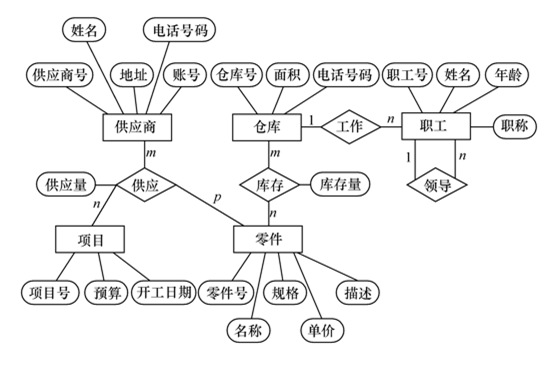 姓名 电话号码
供应商号 地址 账号 仓库号 面积 电话号码 职工号 姓名 年龄
供应商 仓库 1 工作 n 职工 职称
m m 1 n
供应量 供应 库存 库存量 领导
n p n
项目 零件
项目号 预算 开工日期 零件号 规格 描述
名称 单价